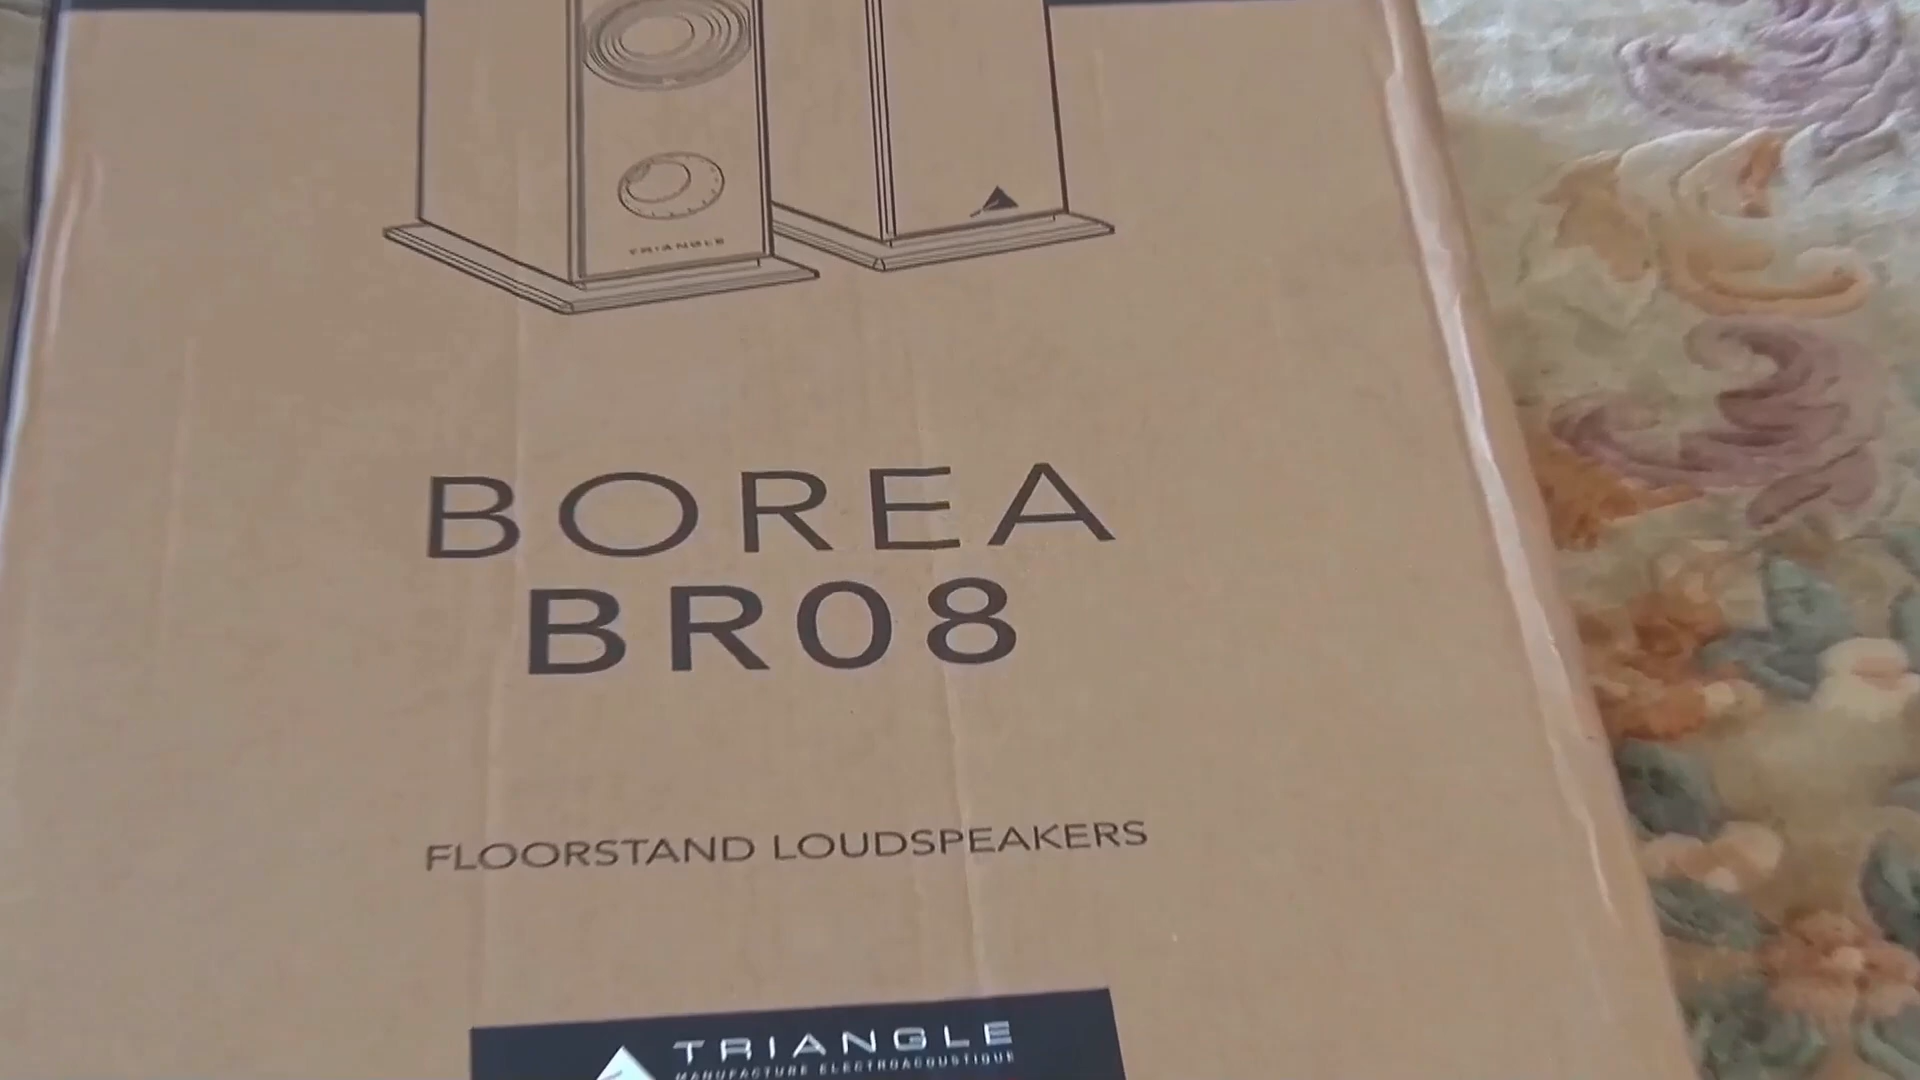 TRIANGLE
BOREA
BR08
FLOORSTAND LOUDSPEAKERS
TRIANGLE
MANUFACTURE ELECTROACOUSTIQUE